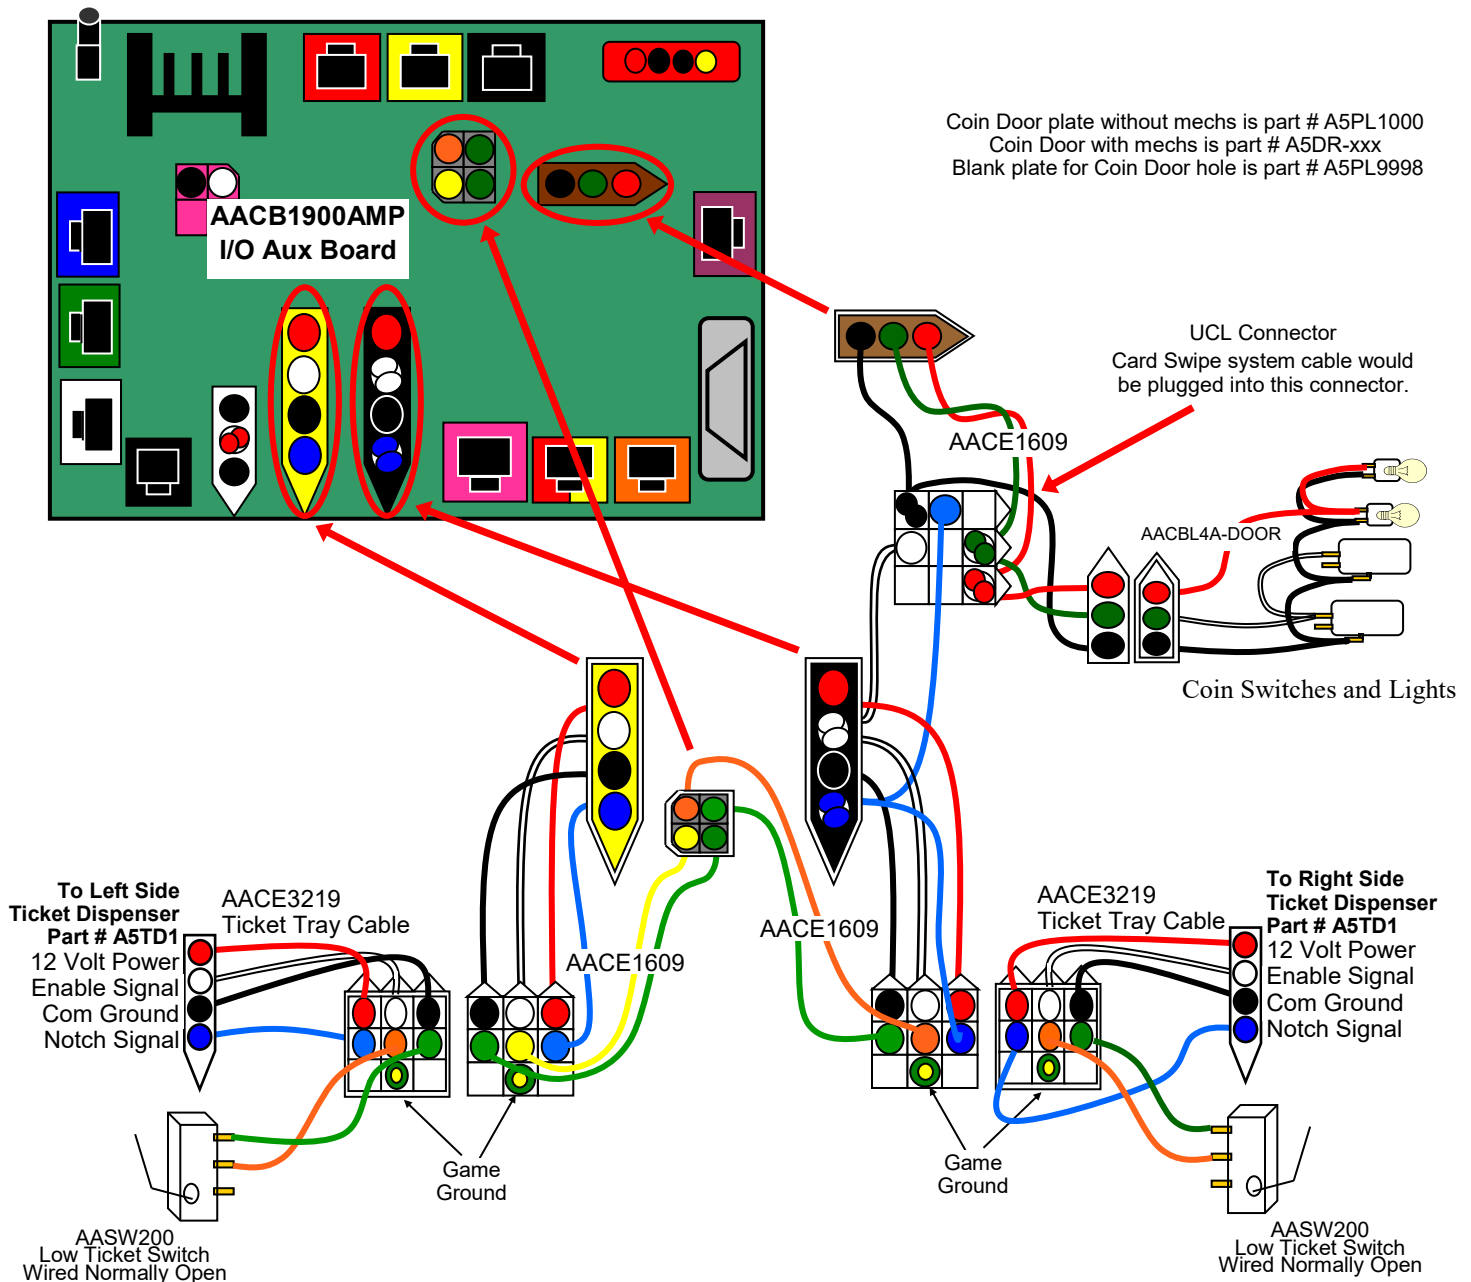 Coin Door plate without mechs is part # A5PL1000
Coin Door with mechs is part # A5DR-xxx
Blank plate for Coin Door hole is part # A5PL9998
AACB1900AMP
I/O Aux Board
UCL Connector
Card Swipe system cable would
be plugged into this connector.
AACE1609
AACBL4A-DOOR
Coin Switches and Lights
To Left Side
Ticket Dispenser
Part # A5TD1
12 Volt Power
Enable Signal
Com Ground
Notch Signal
AACE3219
Ticket Tray Cable
AACE1609
AACE1609
AACE3219
Ticket Tray Cable
To Right Side
Ticket Dispenser
Part # A5TD1
12 Volt Power
Enable Signal
Com Ground
Notch Signal
Game
Ground
Game
Ground
AASW200
Low Ticket Switch
Wired Normally Open
AASW200
Low Ticket Switch
Wired Normally Open